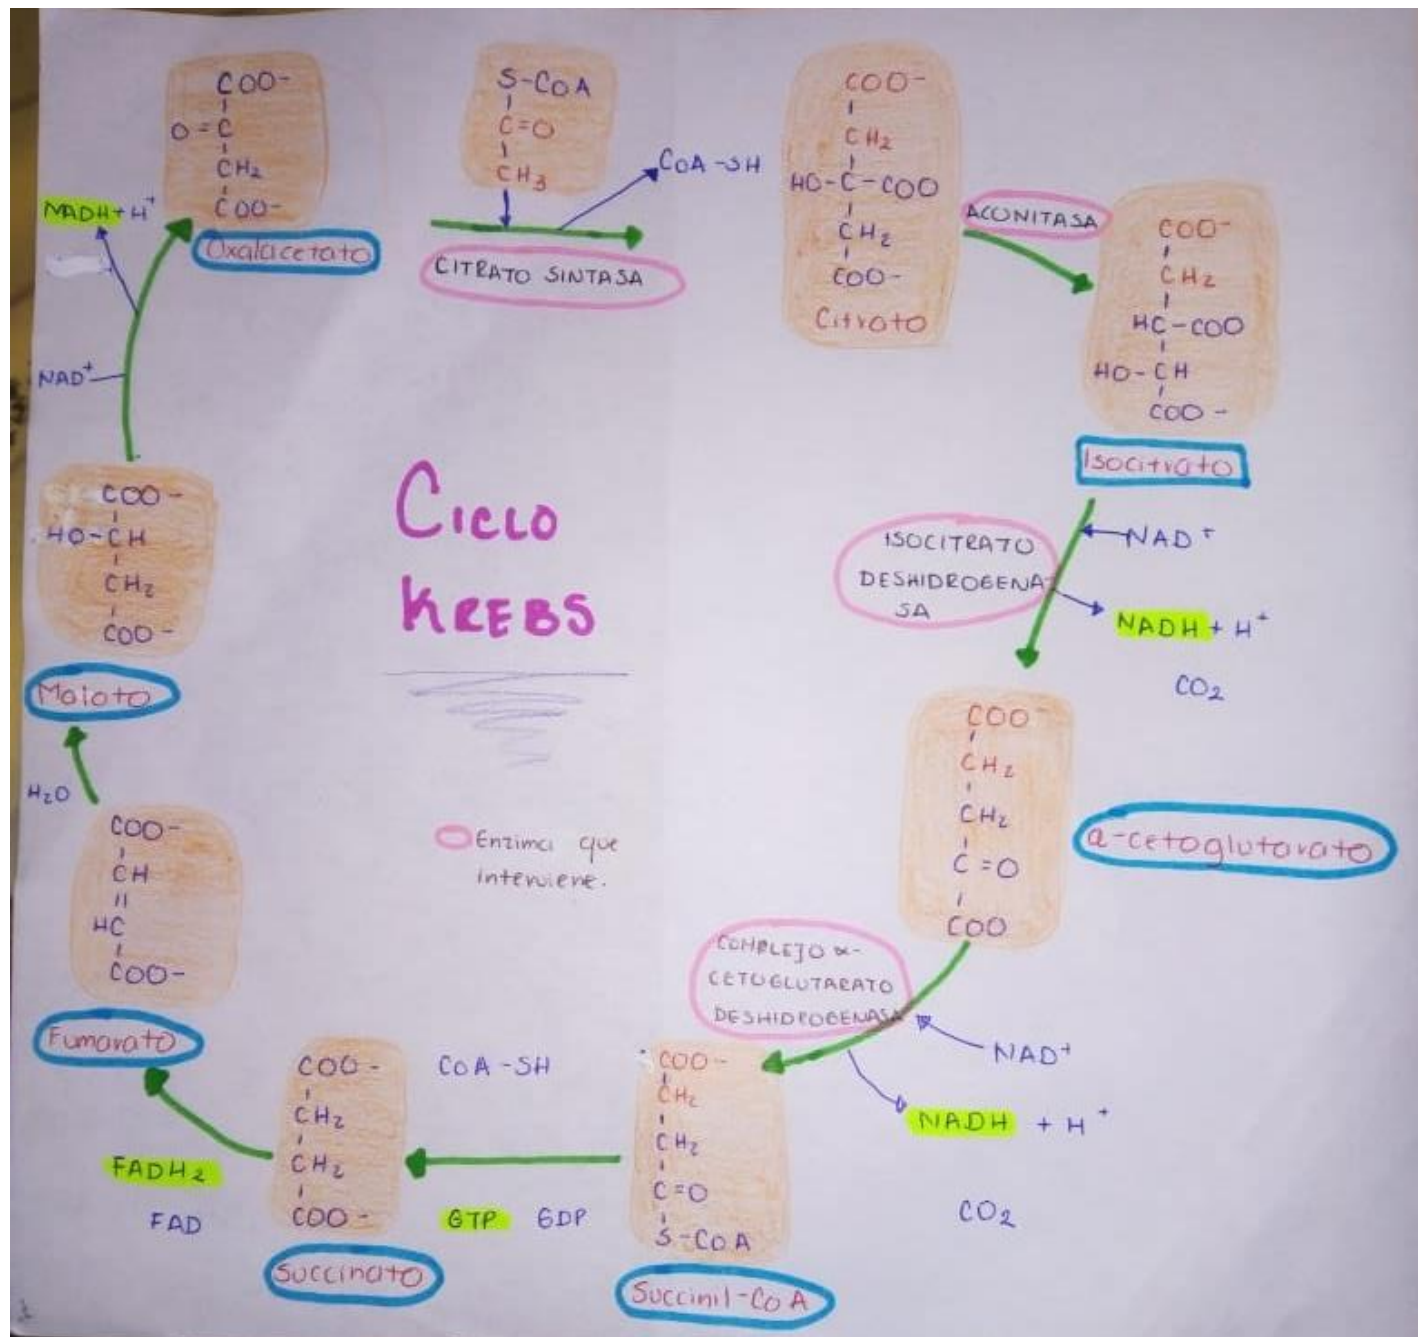 COO-
O=C
CH2
COO-
Oxalacetato
S-CoA
C=O
CH3
CoA-SH
CITRATO SINTASA
COO-
CH2
HO-C-COO
CH2
COO-
Citrato
ACONITASA
COO-
CH2
HC-COO
HO-CH
COO-
Isocitrato
ISOCITRATO
DESHIDROGENA
SA
NAD+
NADH + H+
CO2
COO-
CH2
CH2
C=O
COO
α-cetoglutarato
COMPLEJO α-
CETOGLUTARATO
DESHIDROGENASA
NAD+
NADH + H+
CO2
COO-
CH2
CH2
C=O
S-CoA
Succinil-CoA
CoA-SH
GTP GDP
COO-
CH2
CH2
COO-
Succinato
FADH2
FAD
COO-
CH
HC
COO-
Fumarato
H2O
COO-
HO-CH
CH2
COO-
Malato
NAD+
NADH+H+
CICLO
KREBS
Enzima que
interviene.